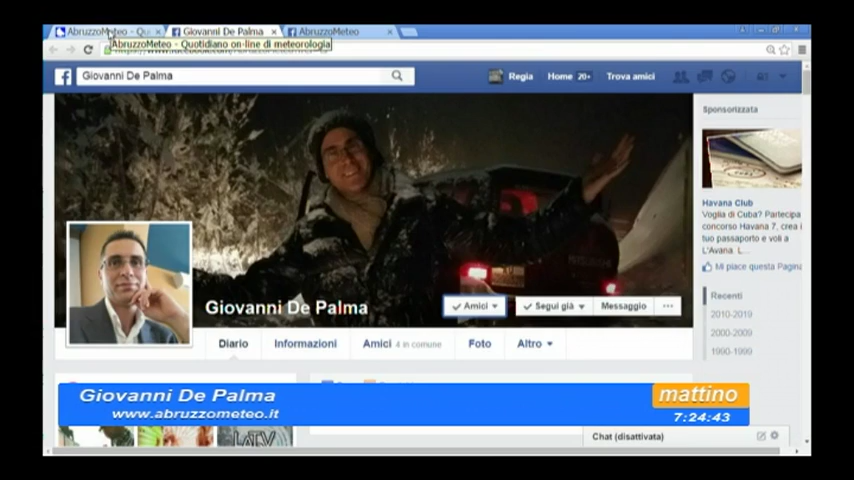 AbruzzoMeteo - Qu
Giovanni De Palma
AbruzzoMeteo
AbruzzoMeteo - Quotidiano on-line di meteorologia
Giovanni De Palma
Regia
Home 20+
Trova amici
Sponsorizzata
Havana Club
Voglia di Cuba? Partecipa
concorso Havana 7, crea i
tuo passaporto e voli a
L'Avana. L...
Mi piace questa Pagina
Giovanni De Palma
Amici
Segui già
Messaggio
Recenti
2010-2019
2000-2009
1990-1999
Diario
Informazioni
Amici 4 in comune
Foto
Altro
Giovanni De Palma
www.abruzzometeo.it
mattino
7:24:43
Chat (disattivata)